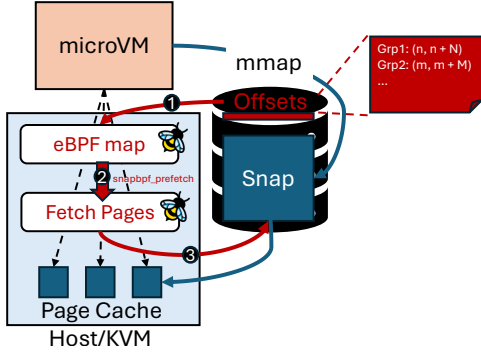 microVM
mmap
Grp1: (n, n + N)
Grp2: (m, m + M)
...
1
Offsets
eBPF map
2
snapbpf_prefetch
Snap
Fetch Pages
3
Page Cache
Host/KVM